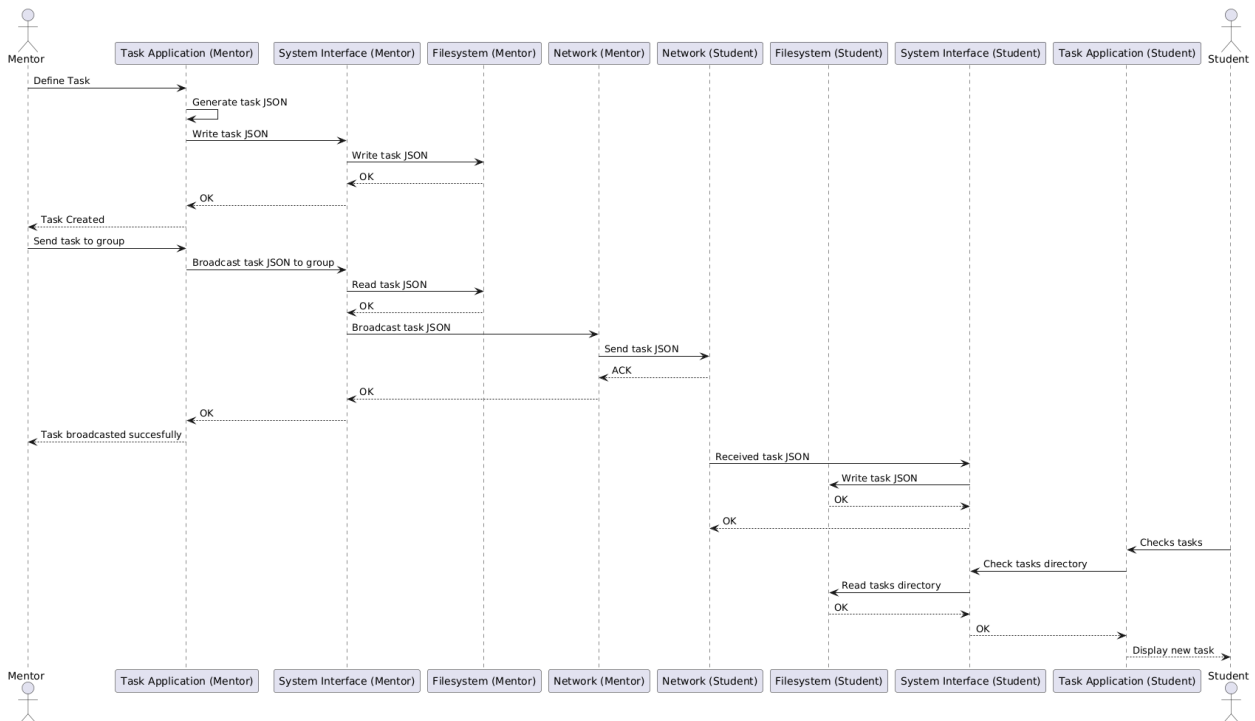 Mentor
Task Application (Mentor)
System Interface (Mentor)
Filesystem (Mentor)
Network (Mentor)
Network (Student)
Filesystem (Student)
System Interface (Student)
Task Application (Student)
Student
Define Task
Generate task JSON
Write task JSON
Write task JSON
OK
OK
Task Created
Send task to group
Broadcast task JSON to group
Read task JSON
OK
Broadcast task JSON
Send task JSON
ACK
OK
OK
Task broadcasted succesfully
Received task JSON
Write task JSON
OK
OK
Checks tasks
Check tasks directory
Read tasks directory
OK
OK
Display new task
Mentor
Task Application (Mentor)
System Interface (Mentor)
Filesystem (Mentor)
Network (Mentor)
Network (Student)
Filesystem (Student)
System Interface (Student)
Task Application (Student)
Student